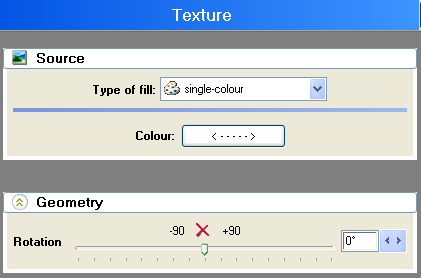 Texture
Source
Type of fill: single-colour
Colour: <----->
Geometry
-90 +90
Rotation 0°